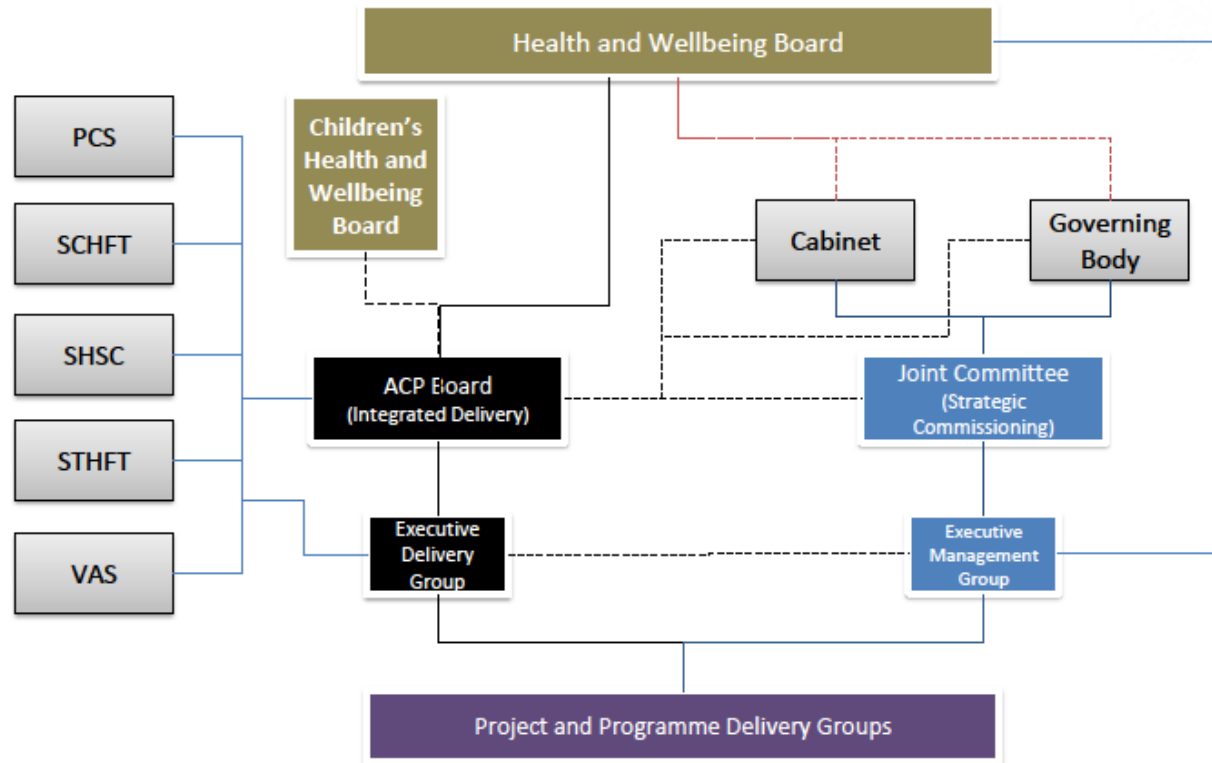 Health and Wellbeing Board
PCS
SCHFT
SHSC
STHFT
VAS
Children's
Health and
Wellbeing
Board
Cabinet
Governing
Body
ACP Board
(Integrated Delivery)
Joint Committee
(Strategic
Commissioning)
Executive
Delivery
Group
Executive
Management
Group
Project and Programme Delivery Groups